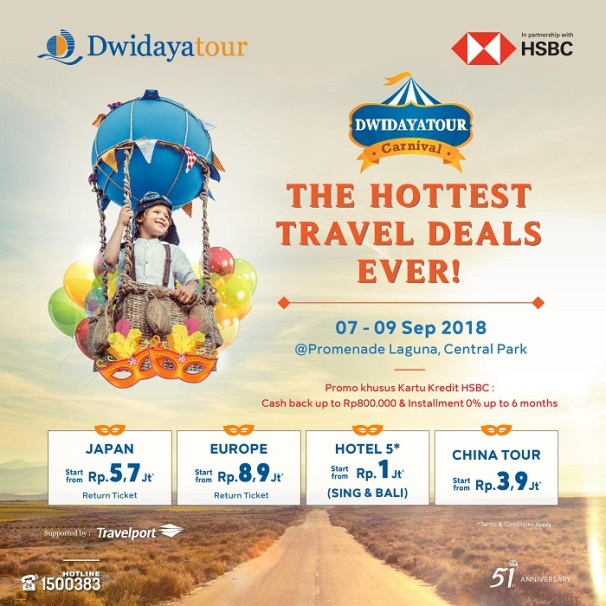 Dwidayatour
In partnership with
HSBC
DWIDAYATOUR
Carnival
THE HOTTEST
TRAVEL DEALS
EVER!
07 - 09 Sep 2018
@Promenade Laguna, Central Park
Promo khusus Kartu Kredit HSBC :
Cash back up to Rp800.000 & Installment 0% up to 6 months
JAPAN
Start from Rp.5,7 Jt*
Return Ticket
EUROPE
Start from Rp.8,9 Jt*
Return Ticket
HOTEL 5*
Start from Rp.1 Jt*
(SING & BALI)
CHINA TOUR
Start from Rp.3,9 Jt*
*Terms & Conditions Apply
Supported by : Travelport
HOTLINE
1500383
51 ANNIVERSARY